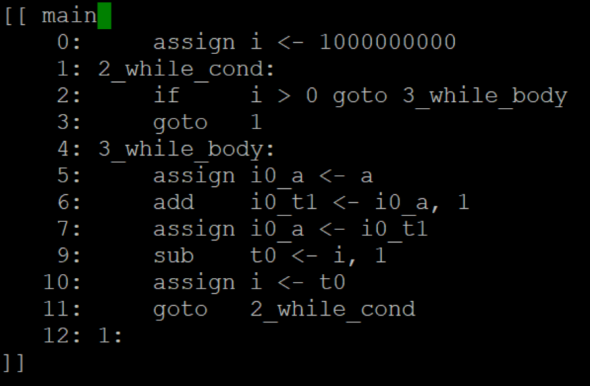 [[ main
0: assign i <- 1000000000
1: 2_while_cond:
2: if i > 0 goto 3_while_body
3: goto 1
4: 3_while_body:
5: assign i0_a <- a
6: add i0_t1 <- i0_a, 1
7: assign i0_a <- i0_t1
9: sub t0 <- i, 1
10: assign i <- t0
11: goto 2_while_cond
12: 1:
]]